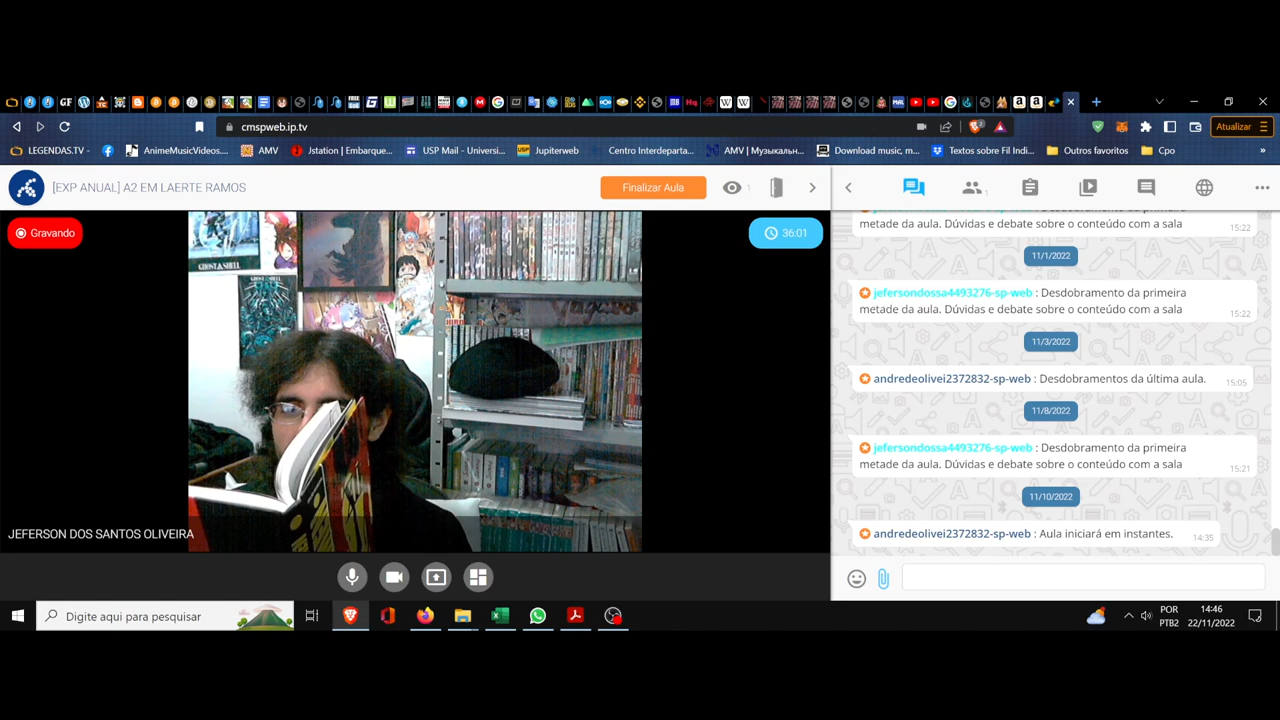 cmspweb.ip.tv
Atualizar
LEGENDAS.TV -
AnimeMusicVideos....
AMV
Jstation | Embarque...
USP Mail - Universi...
Jupiterweb
Centro Interdeparta...
AMV | Музыкальн...
Download music, m...
Textos sobre Fil Indi...
Outros favoritos
Cpo
»
[EXP ANUAL] A2 EM LAERTE RAMOS
Finalizar Aula
1
1
Gravando
36:01
GHOST IN THE SHELL
JEFERSON DOS SANTOS OLIVEIRA
metade da aula. Dúvidas e debate sobre o conteúdo com a sala
15:22
11/1/2022
jefersondossa4493276-sp-web : Desdobramento da primeira
metade da aula. Dúvidas e debate sobre o conteúdo com a sala
15:22
11/3/2022
andredeolivei2372832-sp-web : Desdobramentos da última aula.
15:05
11/8/2022
jefersondossa4493276-sp-web : Desdobramento da primeira
metade da aula. Dúvidas e debate sobre o conteúdo com a sala
15:21
11/10/2022
andredeolivei2372832-sp-web : Aula iniciará em instantes.
14:35
Digite aqui para pesquisar
POR
PTB2
14:46
22/11/2022